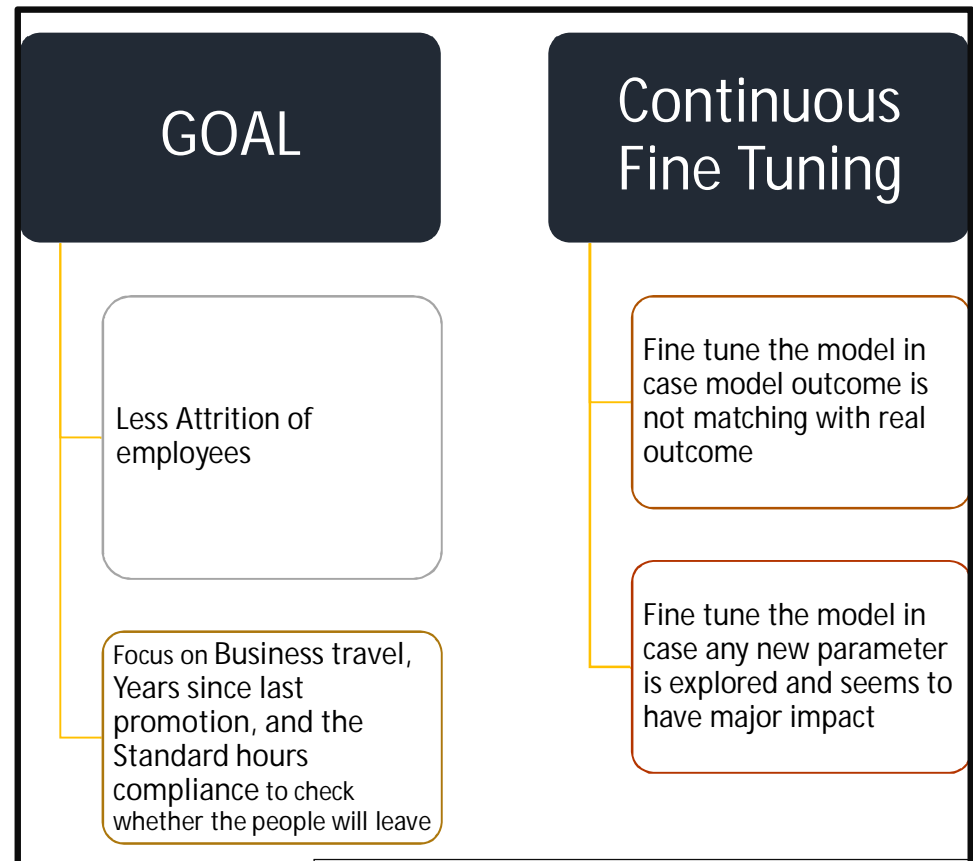 GOAL
Less Attrition of
employees
Focus on Business travel,
Years since last
promotion, and the
Standard hours
compliance to check
whether the people will leave
Continuous
Fine Tuning
Fine tune the model in
case model outcome is
not matching with real
outcome
Fine tune the model in
case any new parameter
is explored and seems to
have major impact